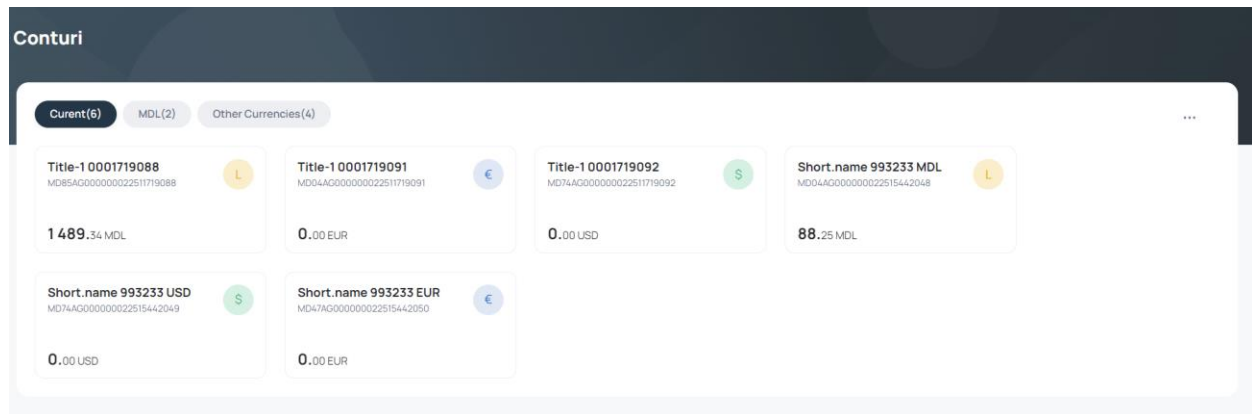 Conturi
Curent(6) MDL(2) Other Currencies(4) ...
Title-1 0001719088
MD85AG000000022511719088
L
1 489.34 MDL
Title-1 0001719091
MD04AG000000022511719091
€
0.00 EUR
Title-1 0001719092
MD74AG000000022511719092
$
0.00 USD
Short.name 993233 MDL
MD04AG000000022515442048
L
88.25 MDL
Short.name 993233 USD
MD74AG000000022515442049
$
0.00 USD
Short.name 993233 EUR
MD47AG000000022515442050
€
0.00 EUR